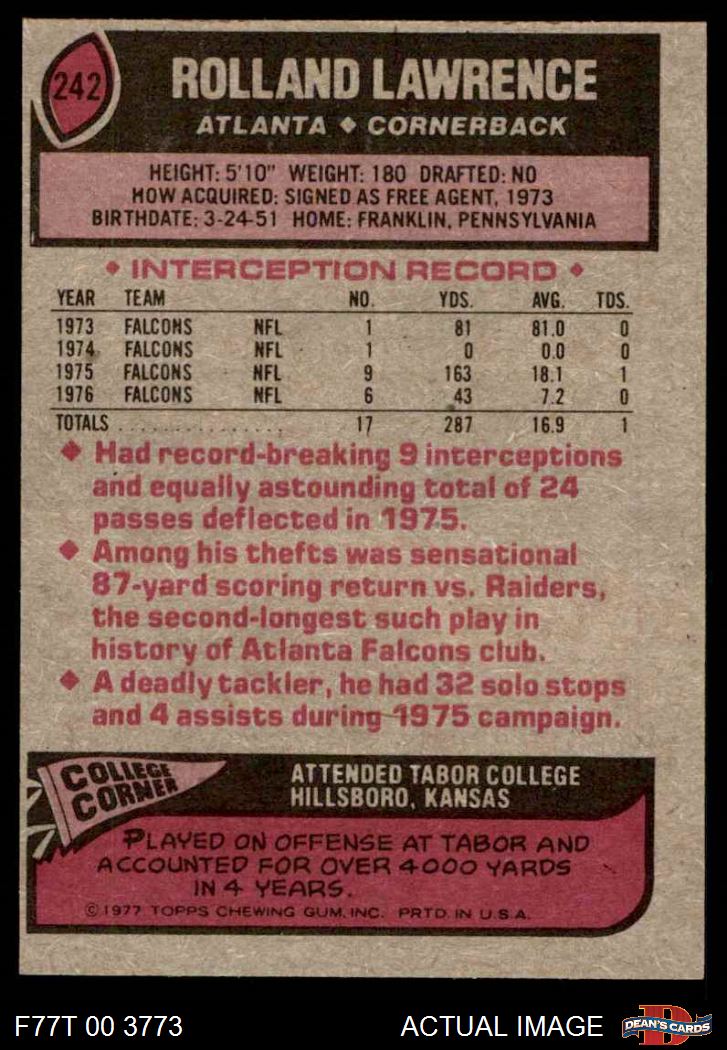 242
ROLLAND LAWRENCE
ATLANTA ◆ CORNERBACK
HEIGHT: 5'10" WEIGHT: 180 DRAFTED: NO
HOW ACQUIRED: SIGNED AS FREE AGENT, 1973
BIRTHDATE: 3-24-51 HOME: FRANKLIN, PENNSYLVANIA
◆ INTERCEPTION RECORD ◆
YEAR TEAM NO. YDS. AVG. TDS.
1973 FALCONS NFL 1 81 81.0 0
1974 FALCONS NFL 1 0 0.0 0
1975 FALCONS NFL 9 163 18.1 1
1976 FALCONS NFL 6 43 7.2 0
TOTALS . . . . . . . . . . . . . . . 17 287 16.9 1
◆ Had record-breaking 9 interceptions
and equally astounding total of 24
passes deflected in 1975.
◆ Among his thefts was sensational
87-yard scoring return vs. Raiders,
the second-longest such play in
history of Atlanta Falcons club.
◆ A deadly tackler, he had 32 solo stops
and 4 assists during 1975 campaign.
COLLEGE
CORNER
ATTENDED TABOR COLLEGE
HILLSBORO, KANSAS
PLAYED ON OFFENSE AT TABOR AND
ACCOUNTED FOR OVER 4000 YARDS
IN 4 YEARS.
© 1977 TOPPS CHEWING GUM, INC. PRTD. IN U.S.A.
F77T 00 3773 ACTUAL IMAGE
D
DEAN'S CARDS